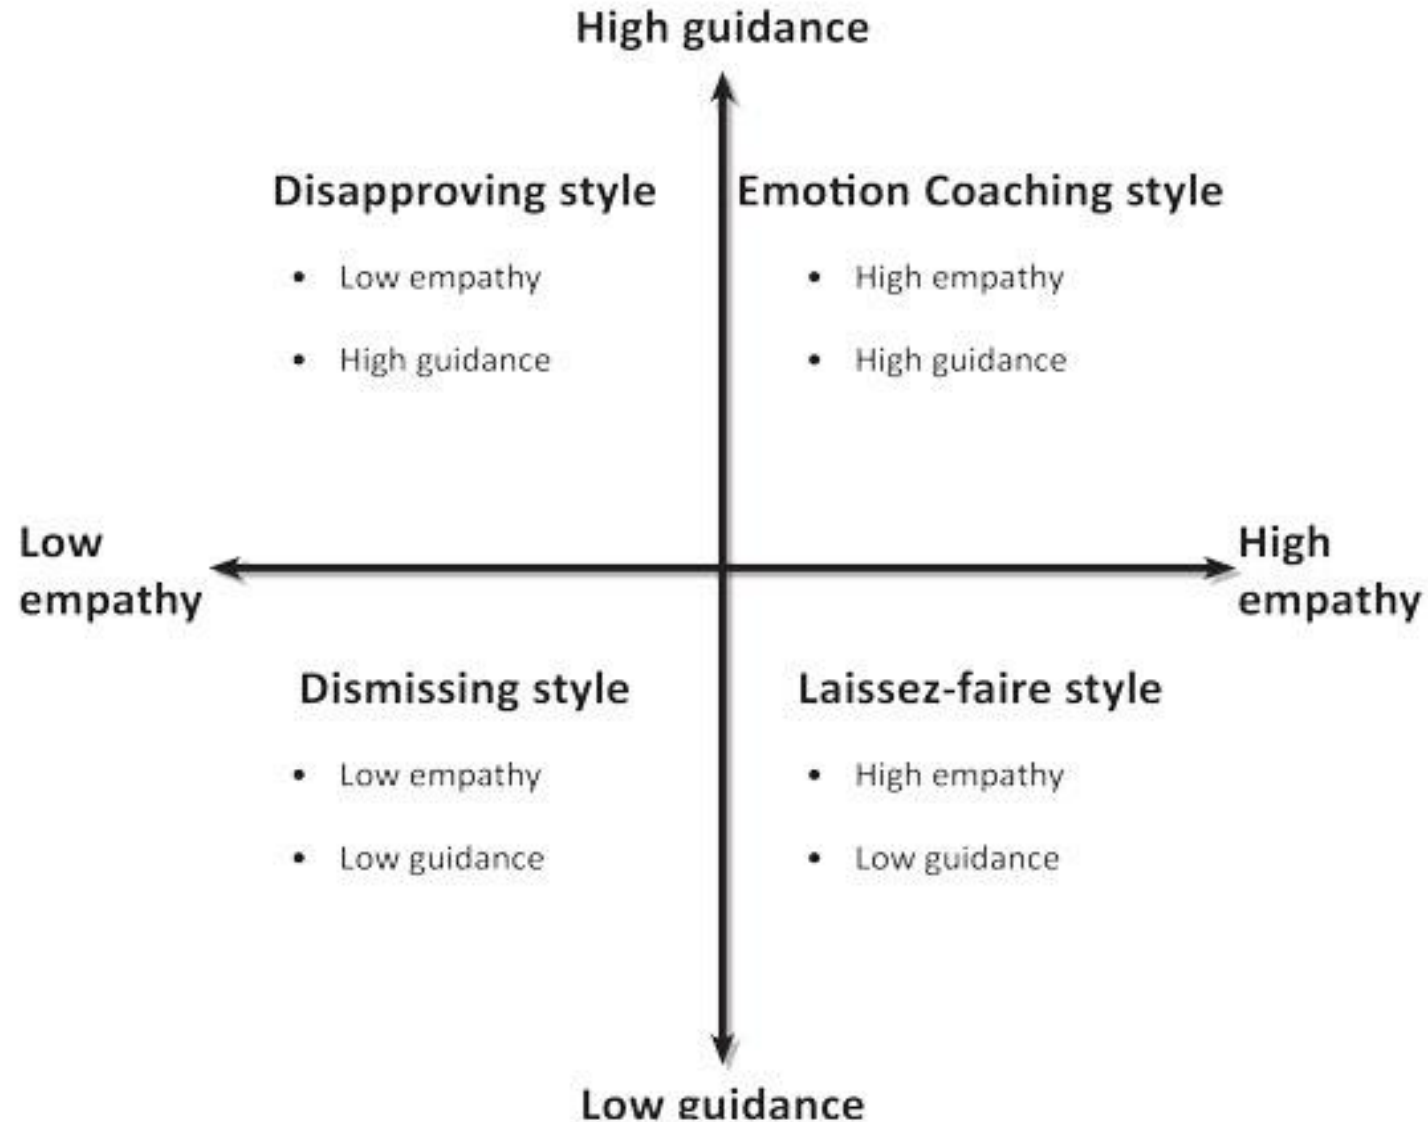 High guidance
Disapproving style
• Low empathy
• High guidance
Emotion Coaching style
• High empathy
• High guidance
Low
empathy
High
empathy
Dismissing style
• Low empathy
• Low guidance
Laissez-faire style
• High empathy
• Low guidance
Low guidance